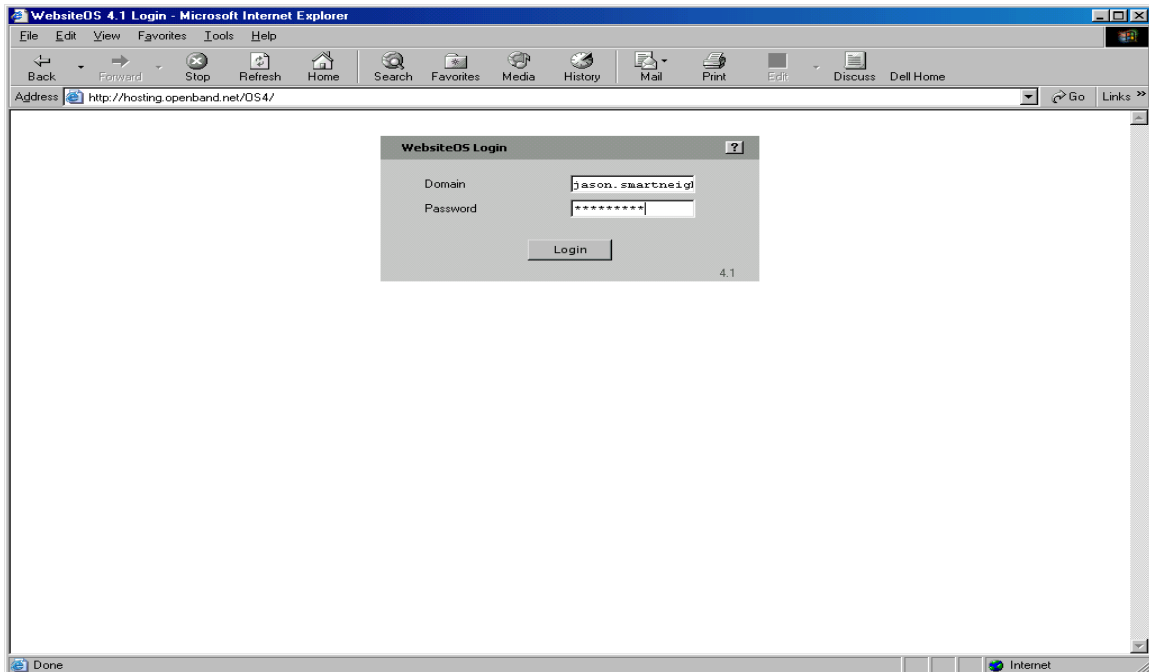 WebsiteOS 4.1 Login - Microsoft Internet Explorer
File Edit View Favorites Tools Help
Back Forward Stop Refresh Home Search Favorites Media History Mail Print Edit Discuss Dell Home
Address http://hosting.openband.net/OS4/ Go Links »
WebsiteOS Login ?
Domain jason.smartneig
Password *********
Login
4.1
Done Internet